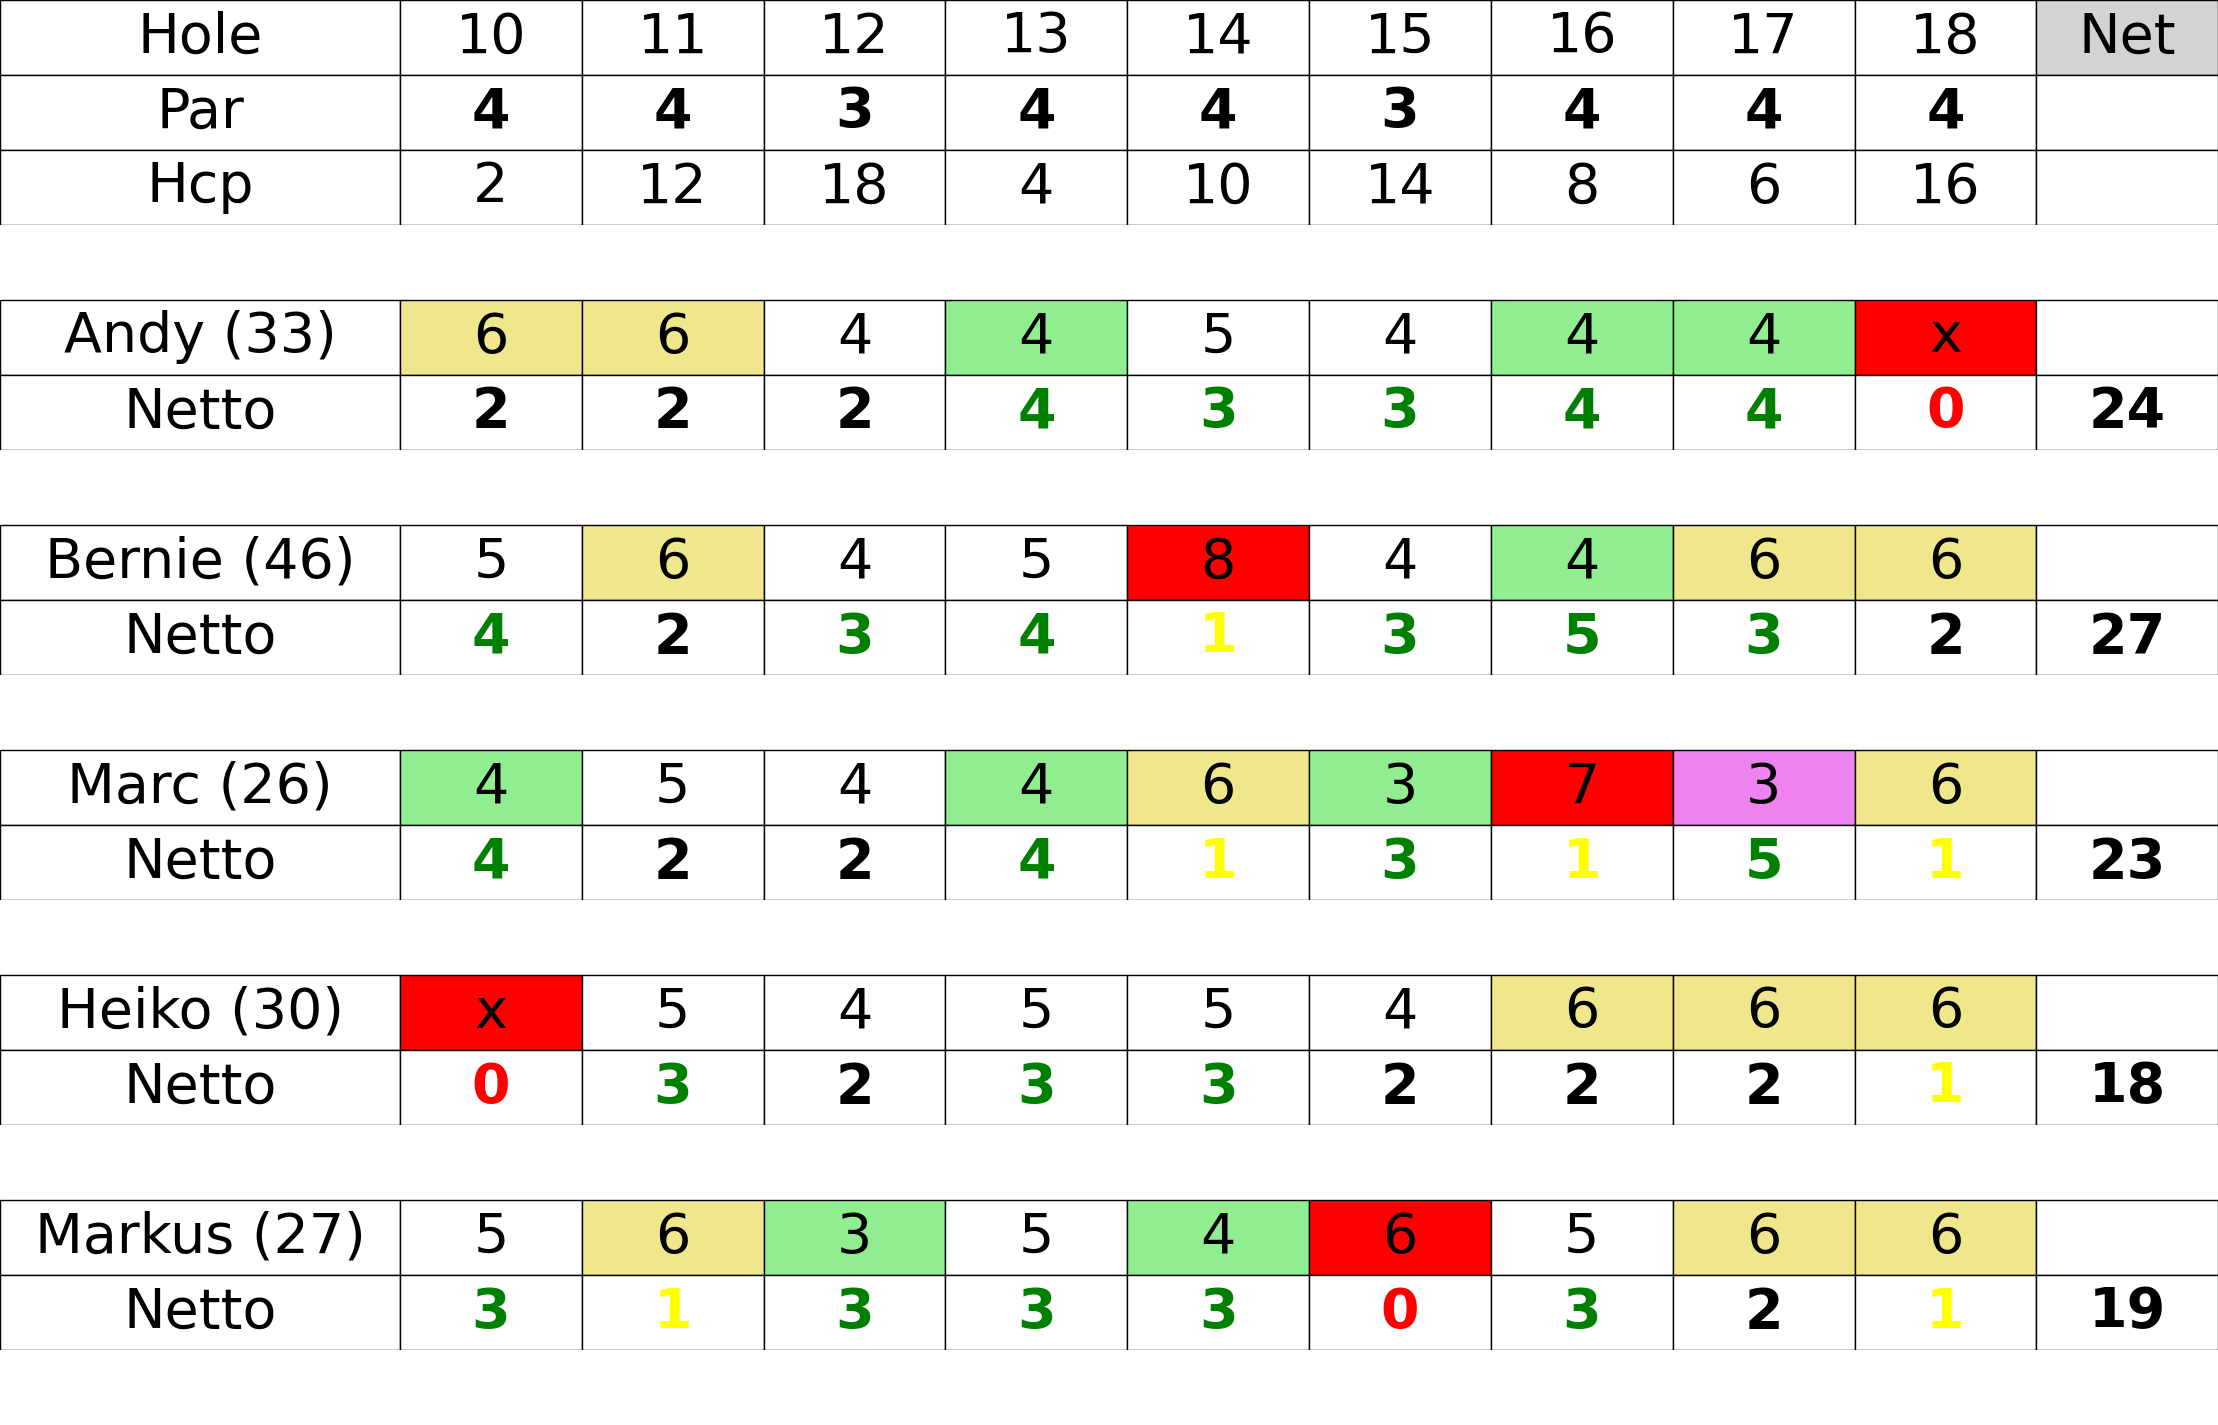 Hole 10 11 12 13 14 15 16 17 18 Net
Par 4 4 3 4 4 3 4 4 4
Hcp 2 12 18 4 10 14 8 6 16
Andy (33) 6 6 4 4 5 4 4 4 x
Netto 2 2 2 4 3 3 4 4 0 24
Bernie (46) 5 6 4 5 8 4 4 6 6
Netto 4 2 3 4 1 3 5 3 2 27
Marc (26) 4 5 4 4 6 3 7 3 6
Netto 4 2 2 4 1 3 1 5 1 23
Heiko (30) x 5 4 5 5 4 6 6 6
Netto 0 3 2 3 3 2 2 2 1 18
Markus (27) 5 6 3 5 4 6 5 6 6
Netto 3 1 3 3 3 0 3 2 1 19